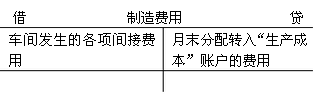 借 制造费用 贷
车间发生的各项间接费
用
月末分配转入“生产成
本”账户的费用